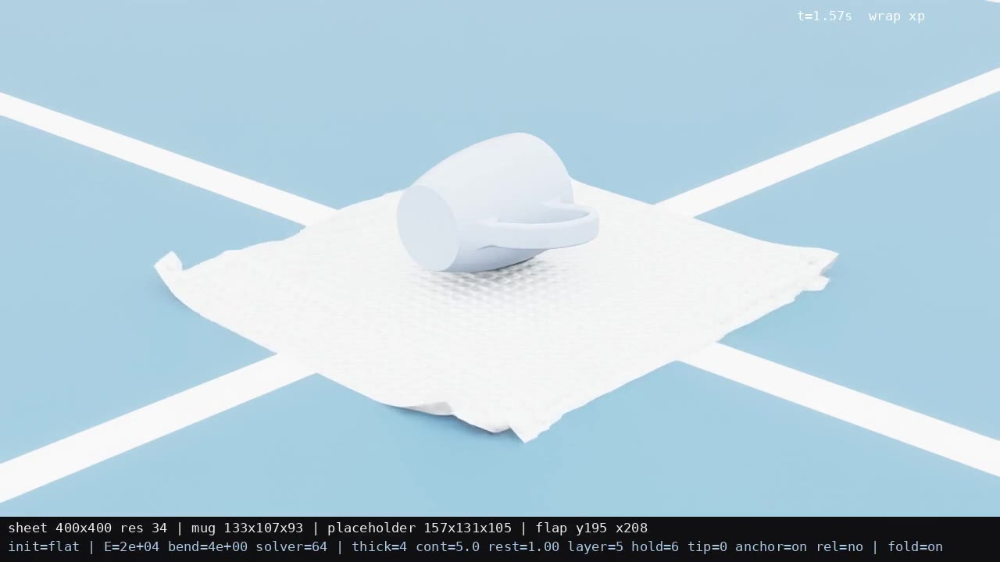 t=1.57s  wrap xp
sheet 400x400 res 34 | mug 133x107x93 | placeholder 157x131x105 | flap y195 x208
init=flat | E=2e+04 bend=4e+00 solver=64 | thick=4 cont=5.0 rest=1.00 layer=5 hold=6 tip=0 anchor=on rel=no | fold=on